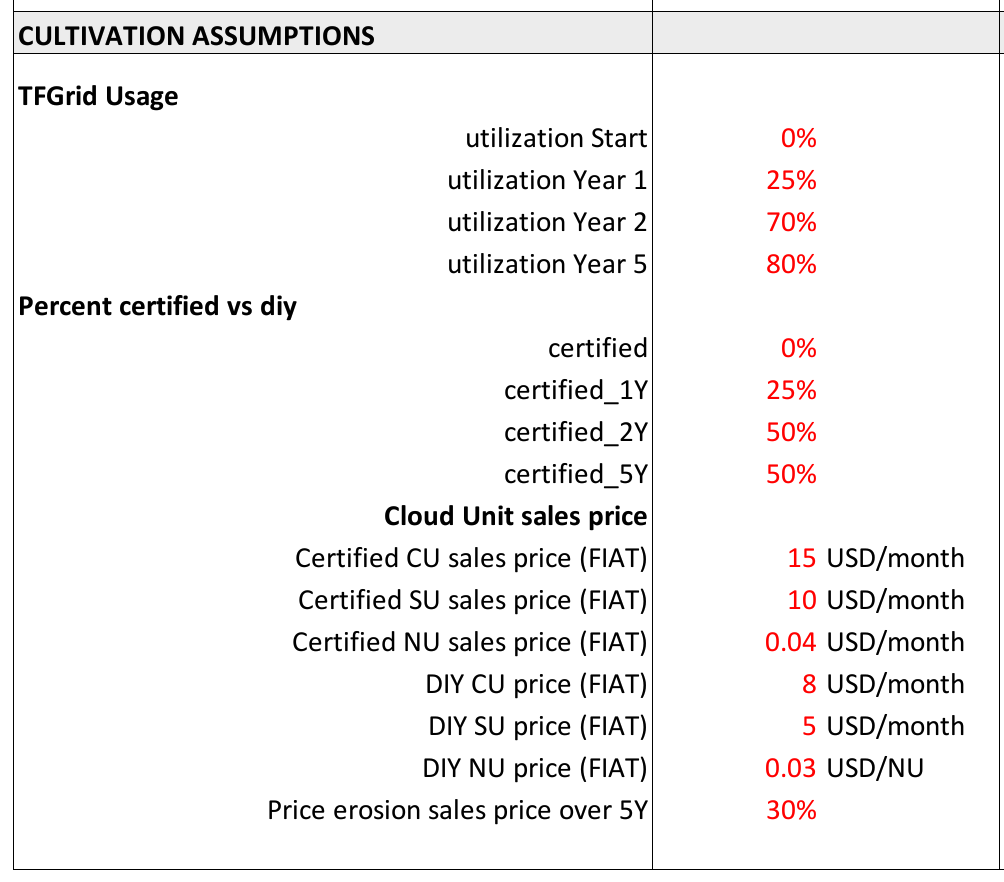 CULTIVATION ASSUMPTIONS
TFGrid Usage
utilization Start 0%
utilization Year 1 25%
utilization Year 2 70%
utilization Year 5 80%
Percent certified vs diy
certified 0%
certified_1Y 25%
certified_2Y 50%
certified_5Y 50%
Cloud Unit sales price
Certified CU sales price (FIAT) 15 USD/month
Certified SU sales price (FIAT) 10 USD/month
Certified NU sales price (FIAT) 0.04 USD/month
DIY CU price (FIAT) 8 USD/month
DIY SU price (FIAT) 5 USD/month
DIY NU price (FIAT) 0.03 USD/NU
Price erosion sales price over 5Y 30%